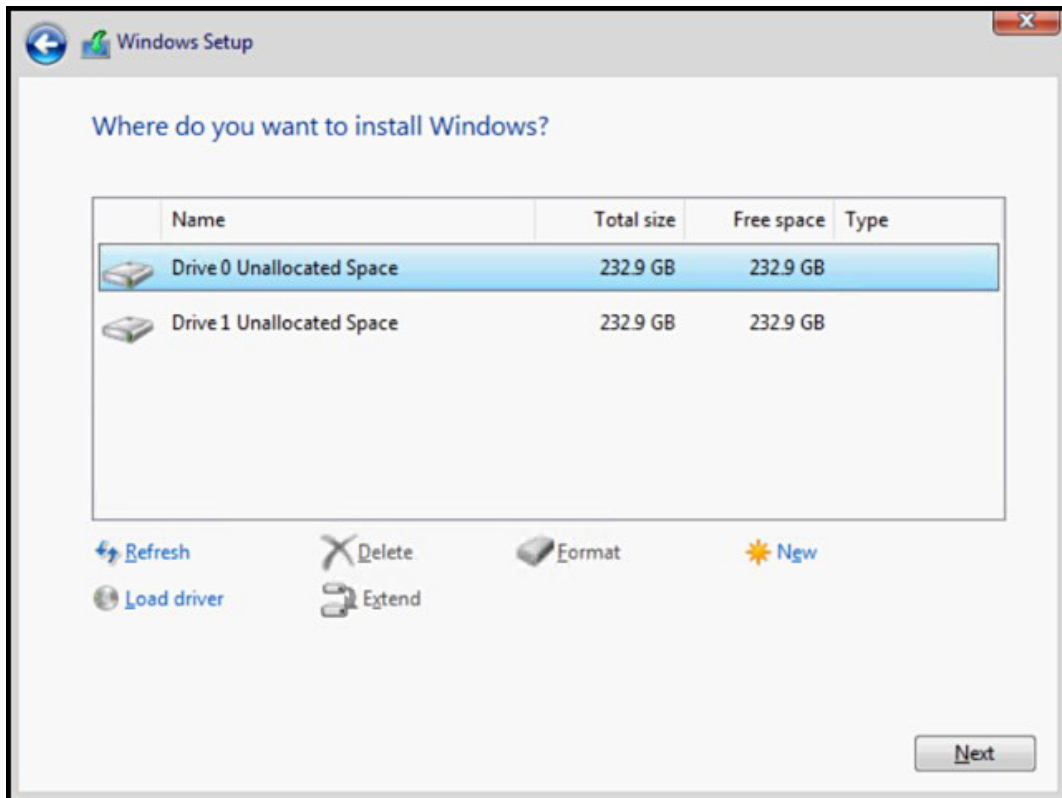 Windows Setup
Where do you want to install Windows?
Name Total size Free space Type
Drive 0 Unallocated Space 232.9 GB 232.9 GB
Drive 1 Unallocated Space 232.9 GB 232.9 GB
Refresh Delete Format New
Load driver Extend
Next